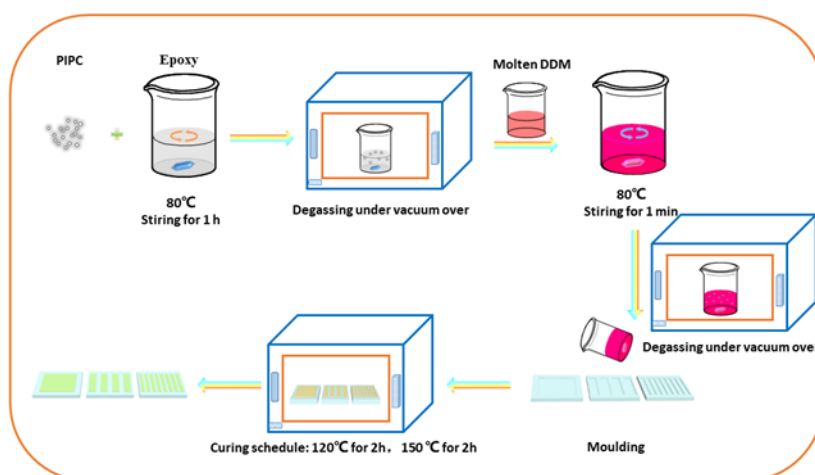 PIPC
Epoxy
Molten DDM
80℃
Stiring for 1 h
Degassing under vacuum over
80℃
Stiring for 1 min
Degassing under vacuum over
Curing schedule: 120℃ for 2h， 150 ℃ for 2h
Moulding